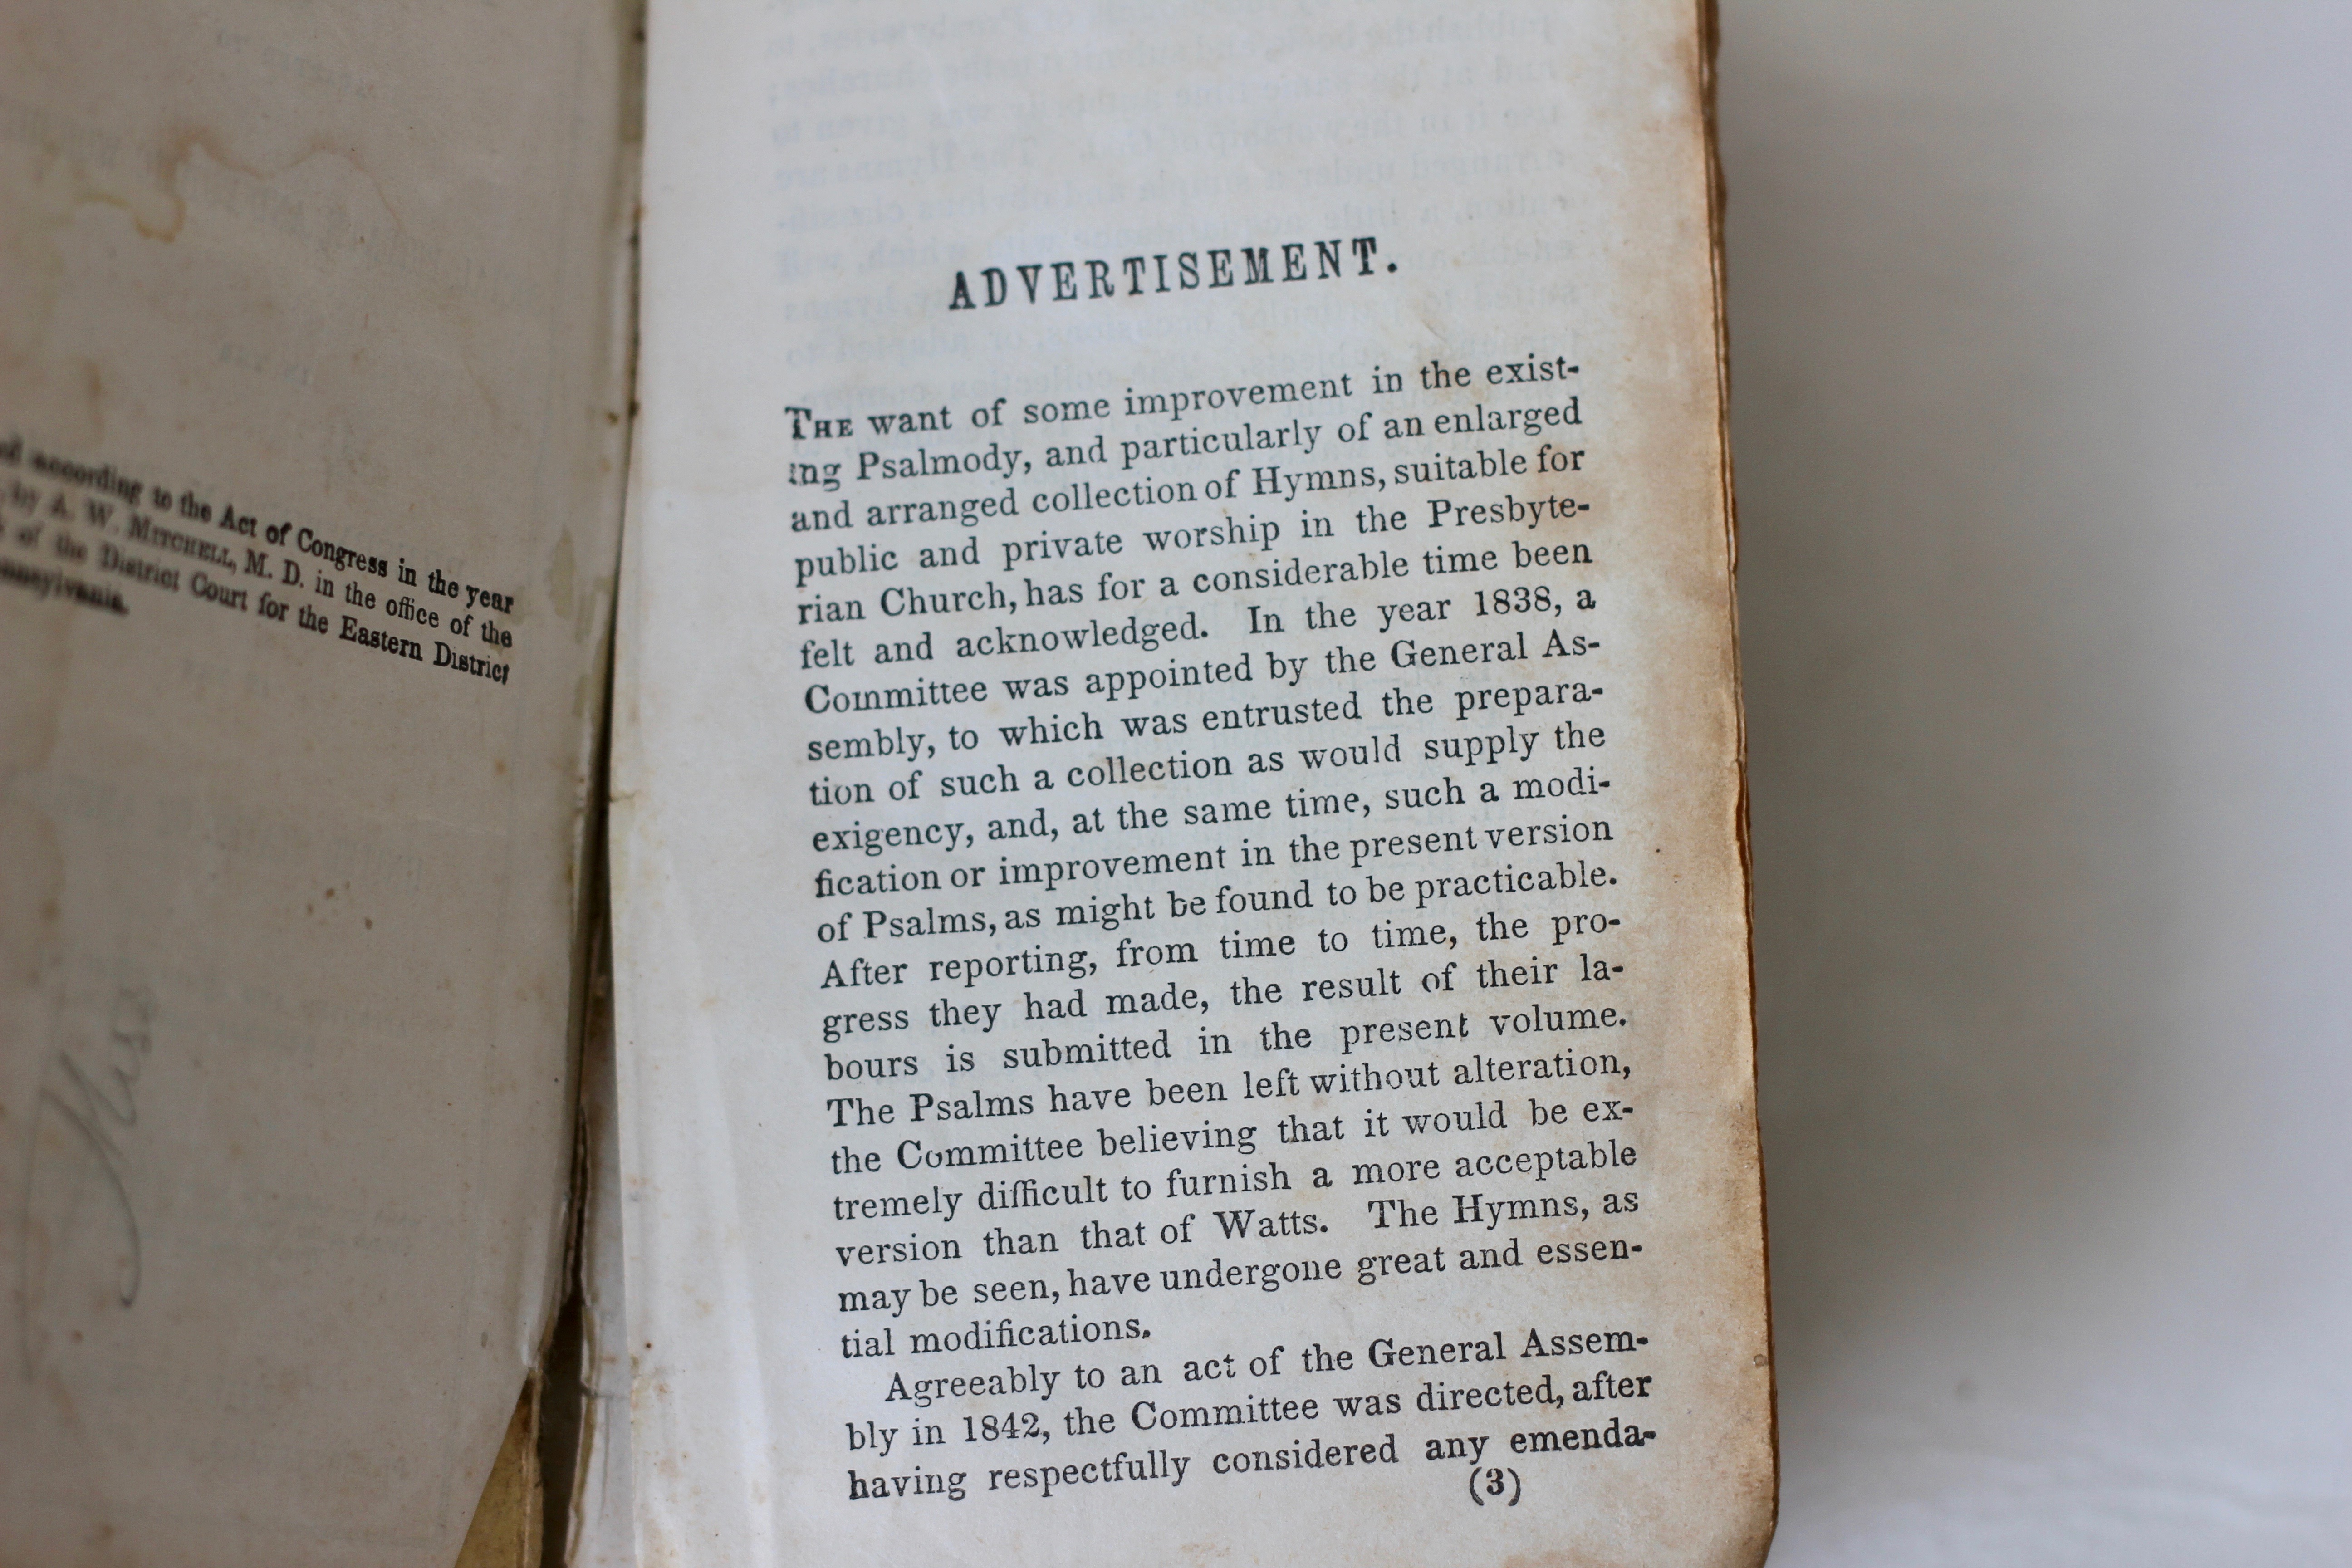 according to the Act of Congress in the year
by A. W. MITCHELL, M. D. in the office of the
of the District Court for the Eastern District
Miss
ADVERTISEMENT.
THE want of some improvement in the exist-
ing Psalmody, and particularly of an enlarged
and arranged collection of Hymns, suitable for
public and private worship in the Presbyte-
rian Church, has for a considerable time been
felt and acknowledged. In the year 1838, a
Committee was appointed by the General As-
sembly, to which was entrusted the prepara-
tion of such a collection as would supply the
exigency, and, at the same time, such a modi-
fication or improvement in the present version
of Psalms, as might be found to be practicable.
After reporting, from time to time, the pro-
gress they had made, the result of their la-
bours is submitted in the present volume.
The Psalms have been left without alteration,
the Committee believing that it would be ex-
tremely difficult to furnish a more acceptable
version than that of Watts. The Hymns, as
may be seen, have undergone great and essen-
tial modifications.
Agreeably to an act of the General Assem-
bly in 1842, the Committee was directed, after
having respectfully considered any emenda-
(3)